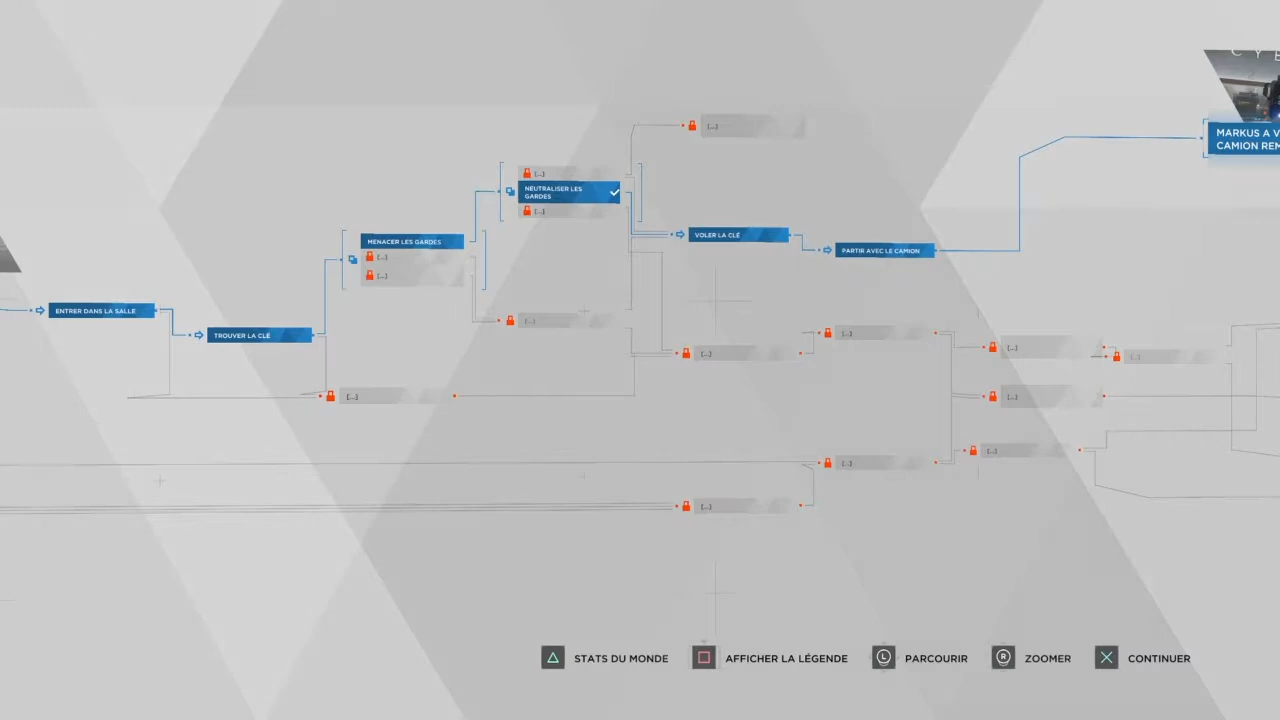 CYBE
MARKUS A V
CAMION REM
[...]
[...]
NEUTRALISER LES
GARDES
[...]
MENACER LES GARDES
[...]
[...]
VOLER LA CLÉ
PARTIR AVEC LE CAMION
ENTRER DANS LA SALLE
TROUVER LA CLÉ
[...]
[...]
[...]
[...]
[...]
[...]
[...]
[...]
[...]
[...]
STATS DU MONDE
AFFICHER LA LÉGENDE
L
PARCOURIR
R
ZOOMER
CONTINUER